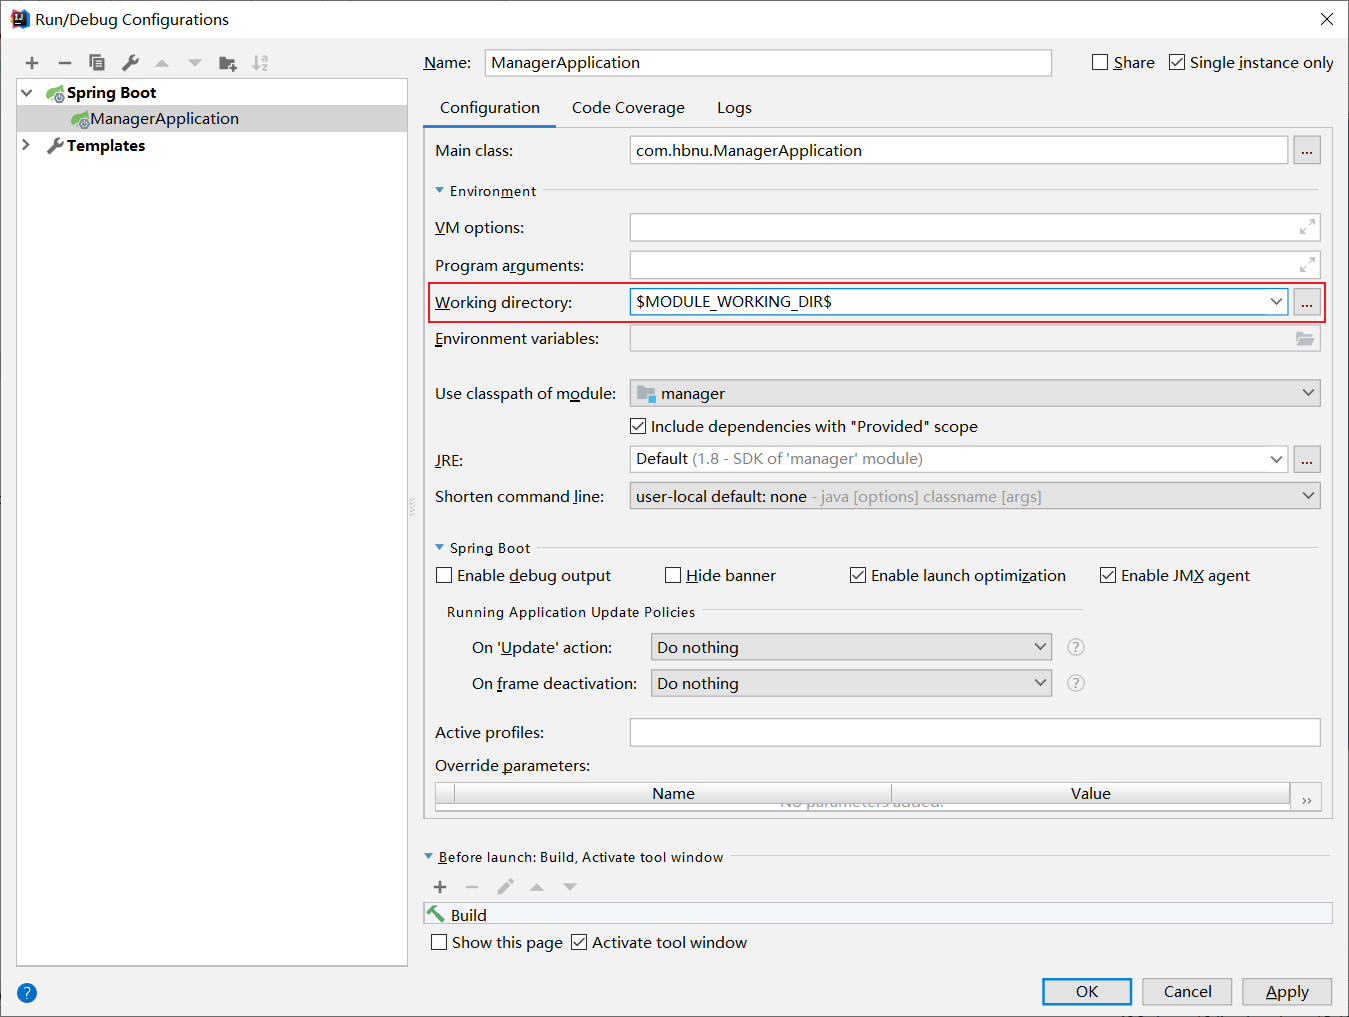 Run/Debug Configurations
Name: ManagerApplication
Share
Single instance only
Spring Boot
ManagerApplication
Templates
Configuration Code Coverage Logs
Main class: com.hbnu.ManagerApplication ...
Environment
VM options:
Program arguments:
Working directory: $MODULE_WORKING_DIR$ ...
Environment variables:
Use classpath of module: manager
Include dependencies with "Provided" scope
JRE: Default (1.8 - SDK of 'manager' module) ...
Shorten command line: user-local default: none - java [options] classname [args]
Spring Boot
Enable debug output Hide banner Enable launch optimization Enable JMX agent
Running Application Update Policies
On 'Update' action: Do nothing ?
On frame deactivation: Do nothing ?
Active profiles:
Override parameters:
Name Value
No parameters added. »
Before launch: Build, Activate tool window
Build
Show this page Activate tool window
? OK Cancel Apply